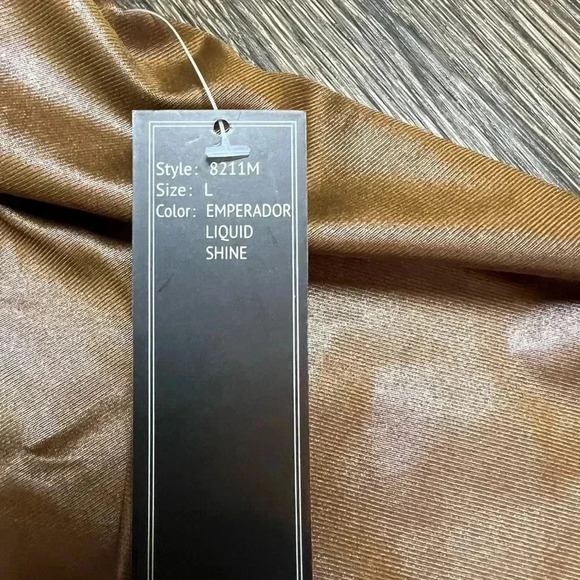 Style: 8211M
Size: L
Color: EMPERADOR
LIQUID
SHINE